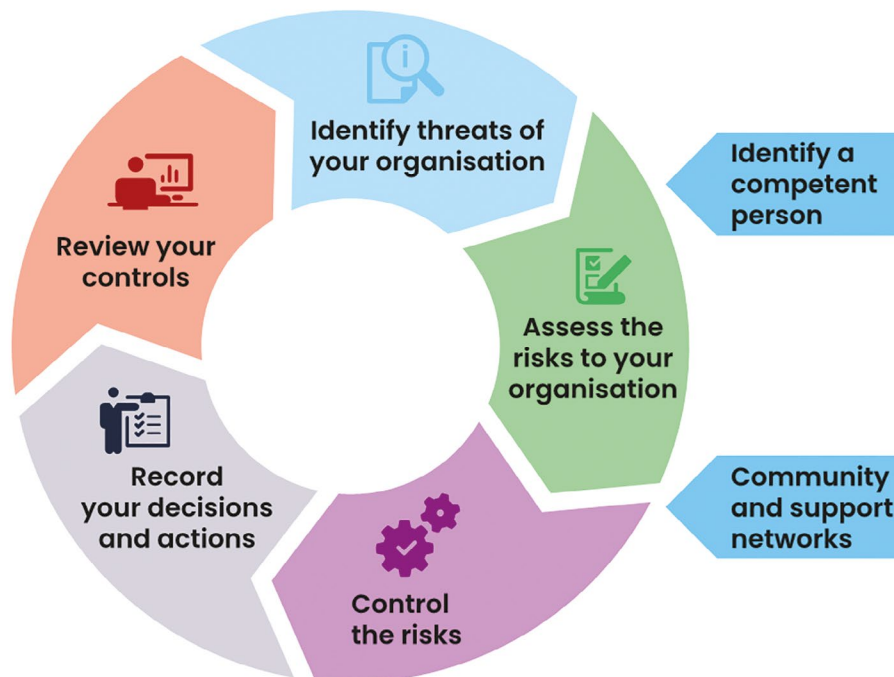 i
Identify threats of
your organisation
Identify a
competent
person
Assess the
risks to your
organisation
Community
and support
networks
Control
the risks
Record
your decisions
and actions
Review your
controls